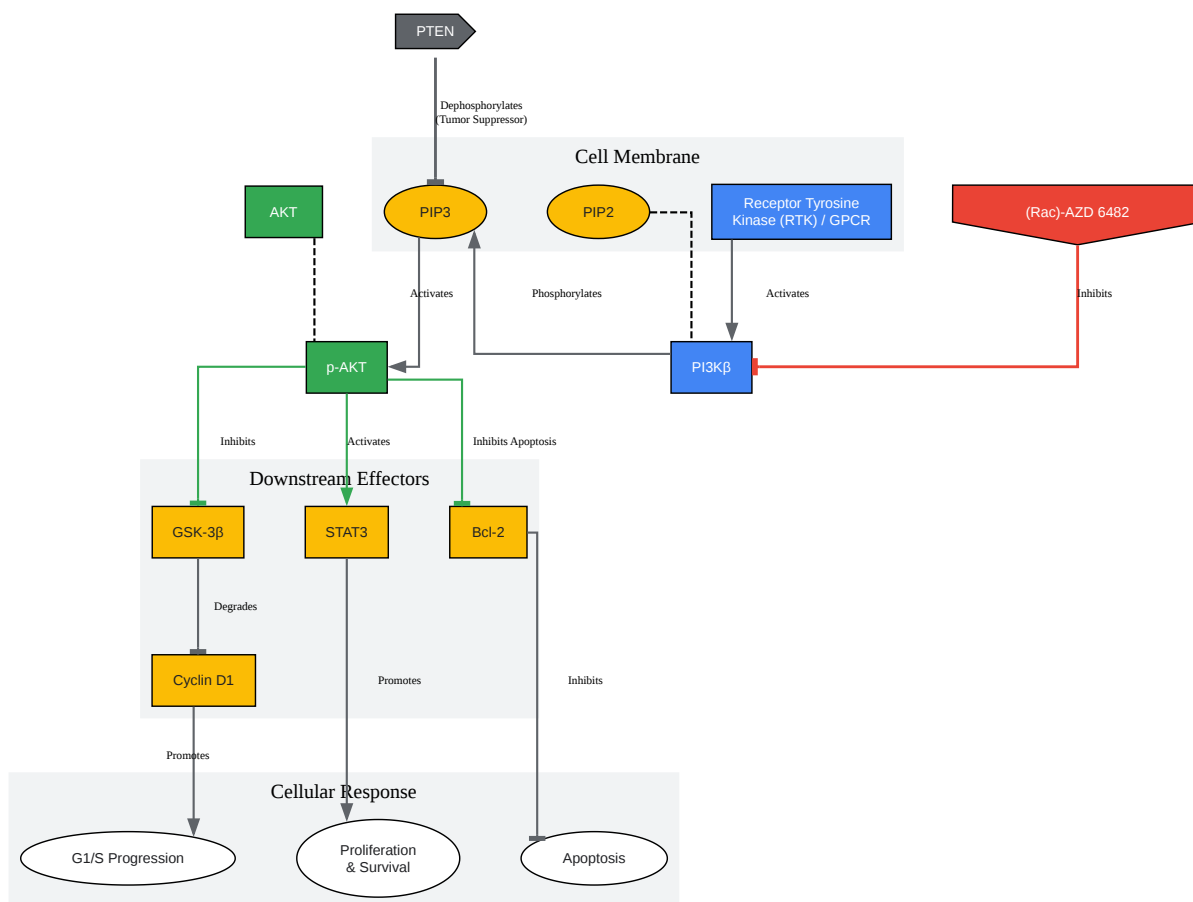 PTEN
Dephosphorylates
(Tumor Suppressor)
Cell Membrane
AKT
PIP3
PIP2
Receptor Tyrosine
Kinase (RTK) / GPCR
(Rac)-AZD 6482
Activates
Phosphorylates
Activates
Inhibits
p-AKT
PI3Kβ
Inhibits
Activates
Inhibits Apoptosis
Downstream Effectors
GSK-3β
STAT3
Bcl-2
Degrades
Cyclin D1
Promotes
Inhibits
Promotes
Cellular Response
G1/S Progression
Proliferation
& Survival
Apoptosis